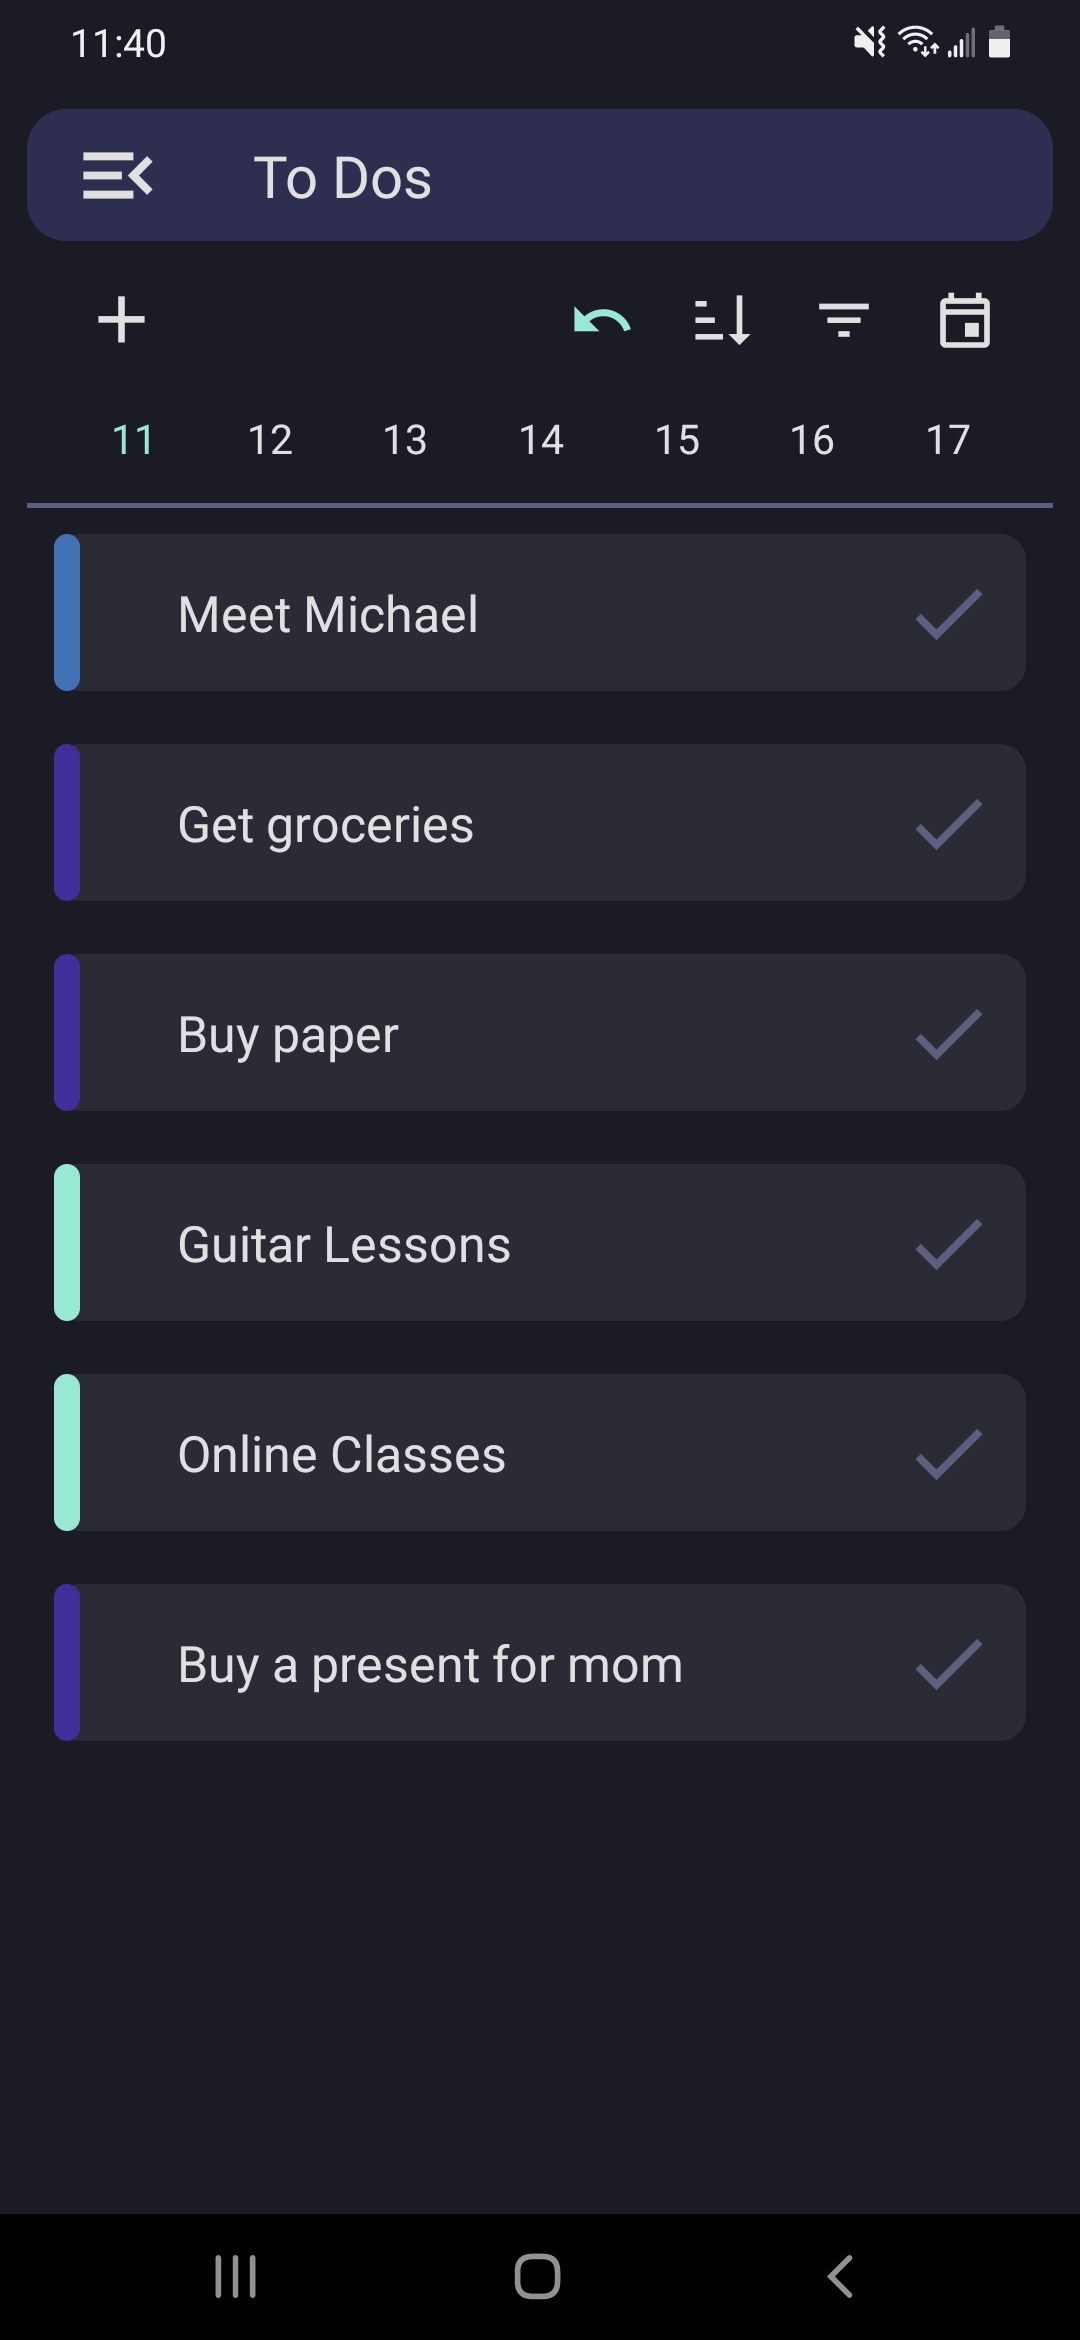 11:40
To Dos
11 12 13 14 15 16 17
Meet Michael
Get groceries
Buy paper
Guitar Lessons
Online Classes
Buy a present for mom